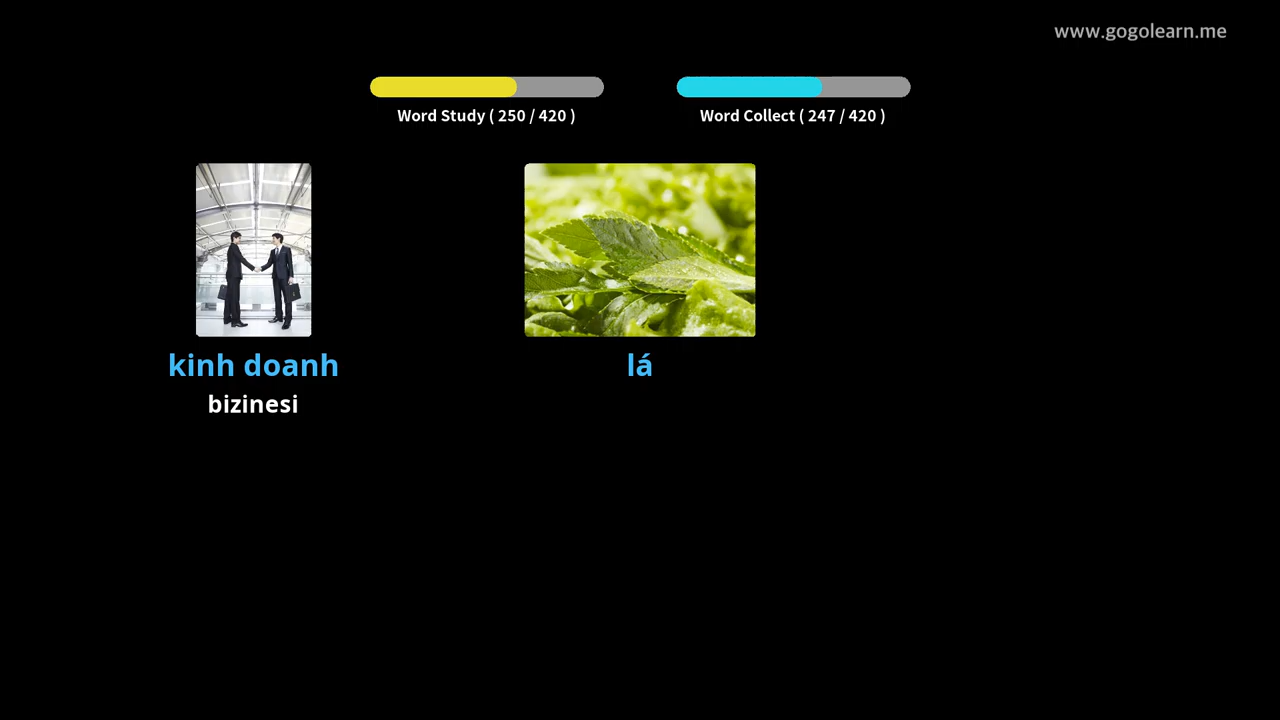 www.gogolearn.me
Word Study ( 250 / 420 )
Word Collect ( 247 / 420 )
kinh doanh
bizinesi
lá